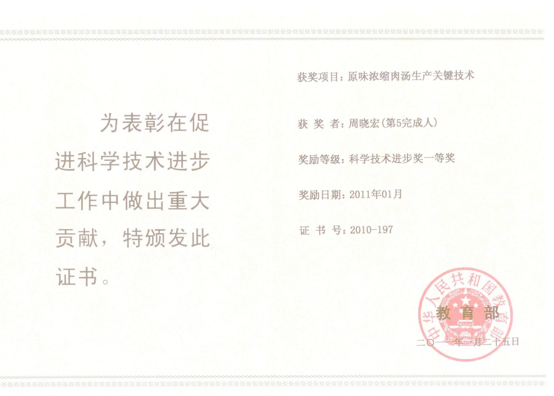 为表彰在促
进科学技术进步
工作中做出重大
贡献，特颁发此
证书。
获奖项目：原味浓缩肉汤生产关键技术
获 奖 者：周晓宏(第5完成人)
奖励等级：科学技术进步奖一等奖
奖励日期：2011年01月
证 书 号：2010-197
中华人民共和国教育部
教育部
二〇一一年一月二十五日